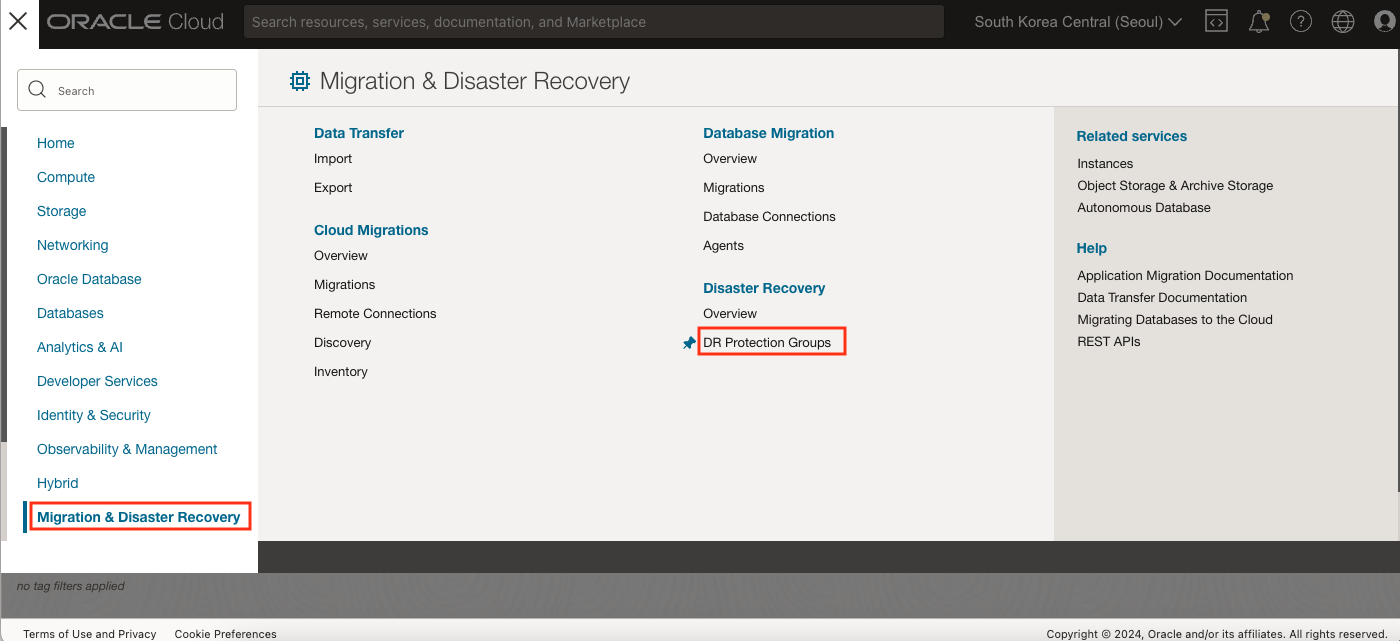 ORACLE Cloud
Search resources, services, documentation, and Marketplace
South Korea Central (Seoul)
Search
Home
Compute
Storage
Networking
Oracle Database
Databases
Analytics & AI
Developer Services
Identity & Security
Observability & Management
Hybrid
Migration & Disaster Recovery
Migration & Disaster Recovery
Data Transfer
Import
Export
Cloud Migrations
Overview
Migrations
Remote Connections
Discovery
Inventory
Database Migration
Overview
Migrations
Database Connections
Agents
Disaster Recovery
Overview
DR Protection Groups
Related services
Instances
Object Storage & Archive Storage
Autonomous Database
Help
Application Migration Documentation
Data Transfer Documentation
Migrating Databases to the Cloud
REST APIs
no tag filters applied
Terms of Use and Privacy
Cookie Preferences
Copyright © 2024, Oracle and/or its affiliates. All rights reserved.